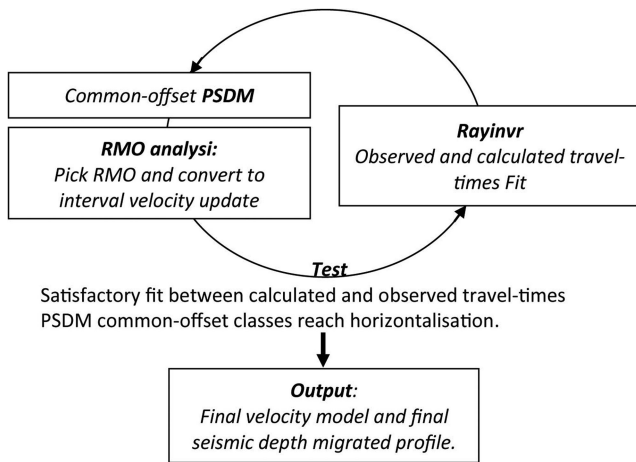 Common-offset PSDM
RMO analysi:
Pick RMO and convert to
interval velocity update
Rayinvr
Observed and calculated travel-
times Fit
Test
Satisfactory fit between calculated and observed travel-times
PSDM common-offset classes reach horizontalisation.
Output:
Final velocity model and final
seismic depth migrated profile.